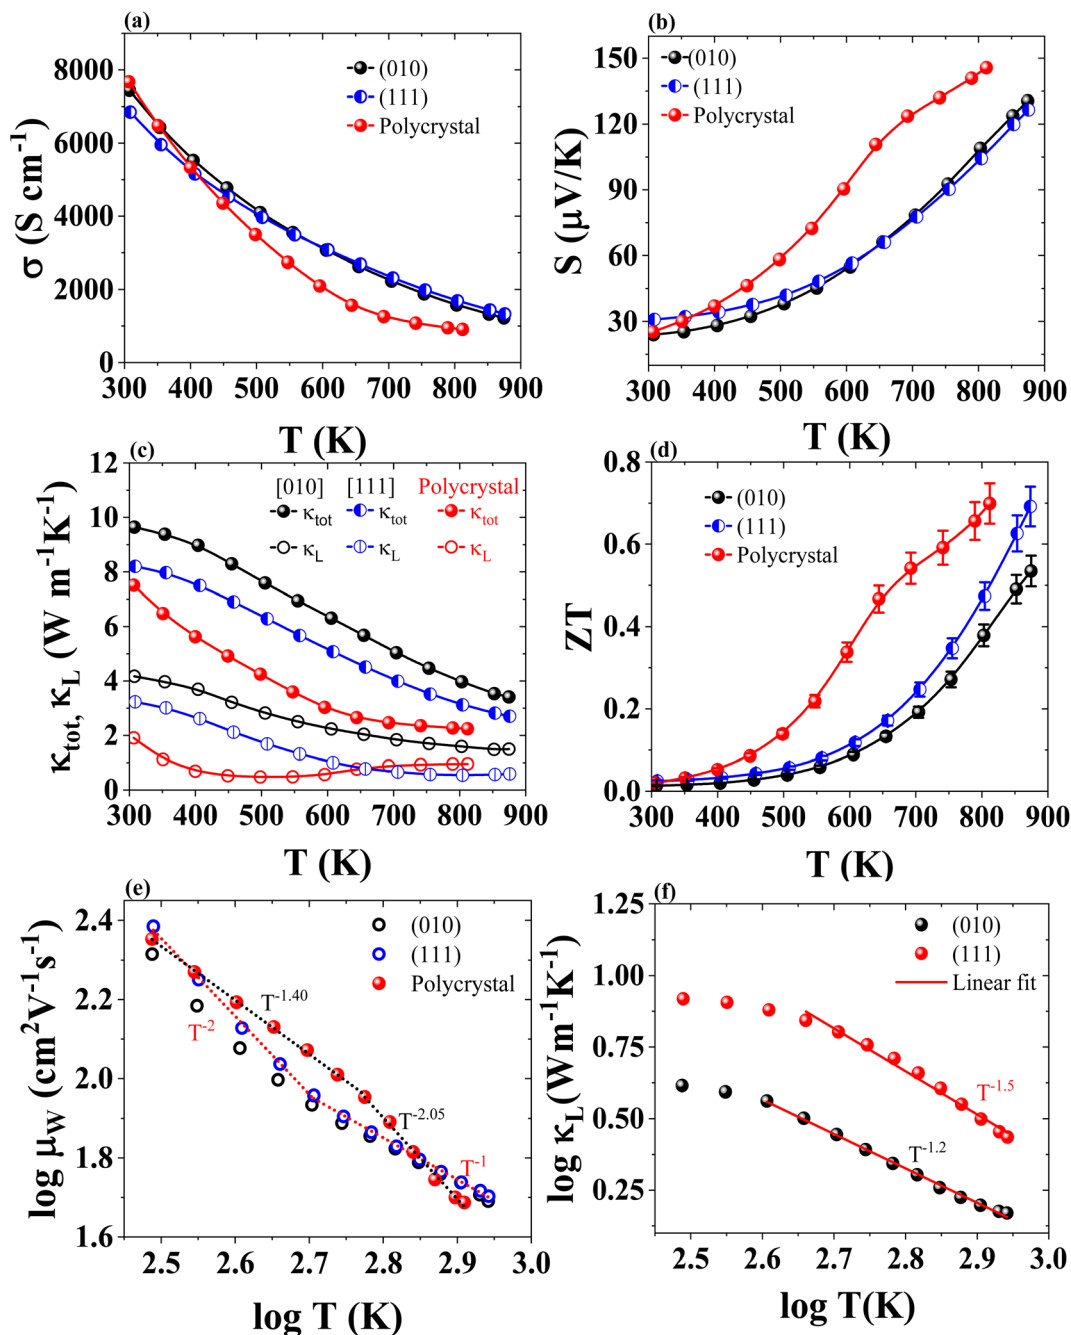 (a)
σ (S cm⁻¹)
8000
6000
4000
2000
0
(010)
(111)
Polycrystal
300 400 500 600 700 800 900
T (K)
(b)
S (μV/K)
150
120
90
60
30
(010)
(111)
Polycrystal
300 400 500 600 700 800 900
T (K)
(c)
κtot, κL (W m⁻¹K⁻¹)
12
10
8
6
4
2
0
[010] [111] Polycrystal
κtot κtot κtot
κL κL κL
300 400 500 600 700 800 900
T (K)
(d)
ZT
0.8
0.6
0.4
0.2
0.0
(010)
(111)
Polycrystal
300 400 500 600 700 800 900
T (K)
(e)
log μW (cm²V⁻¹s⁻¹)
2.4
2.2
2.0
1.8
1.6
(010)
(111)
Polycrystal
T⁻¹·⁴⁰
T⁻²
T⁻²·⁰⁵
T⁻¹
2.5 2.6 2.7 2.8 2.9 3.0
log T (K)
(f)
log κL(Wm⁻¹K⁻¹)
1.25
1.00
0.75
0.50
0.25
(010)
(111)
Linear fit
T⁻¹·⁵
T⁻¹·²
2.5 2.6 2.7 2.8 2.9 3.0
log T(K)